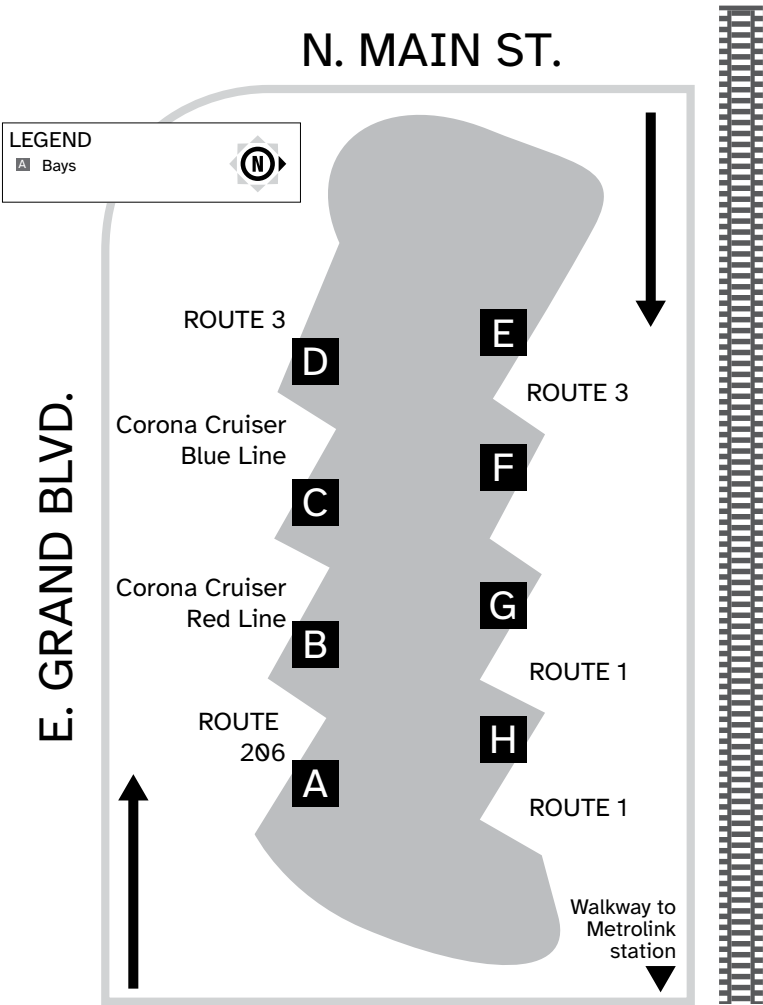 N. MAIN ST.
LEGEND
A Bays
N
E. GRAND BLVD.
ROUTE 3
D
Corona Cruiser
Blue Line
C
Corona Cruiser
Red Line
B
ROUTE
206
A
E
ROUTE 3
F
G
ROUTE 1
H
ROUTE 1
Walkway to
Metrolink
station